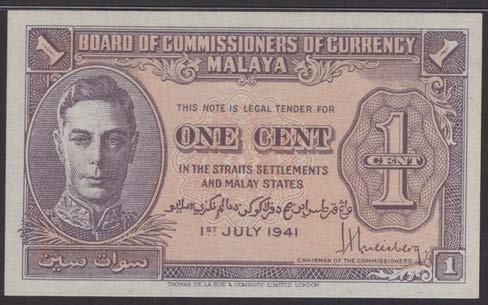 1 BOARD OF COMMISSIONERS OF CURRENCY 1
MALAYA
THIS NOTE IS LEGAL TENDER FOR
ONE CENT
1
CENT
IN THE STRAITS SETTLEMENTS
AND MALAY STATES
1ST JULY 1941
سوات سين
CHAIRMAN OF THE COMMISSIONERS
1
THOMAS DE LA RUE & COMPANY, LIMITED LONDON